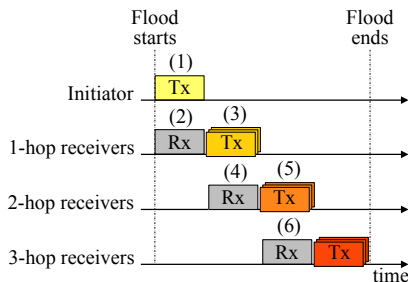 Flood
starts
Flood
ends
(1)
Initiator
Tx
(2)
(3)
1-hop receivers
Rx
Tx
(4)
(5)
2-hop receivers
Rx
Tx
(6)
3-hop receivers
Rx
Tx
time